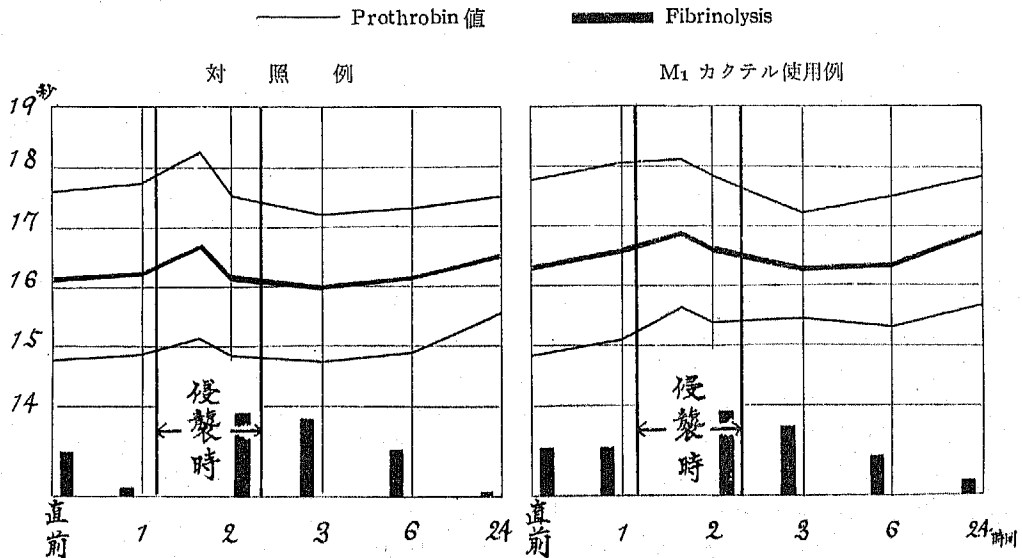 Prothrobin 値
Fibrinolysis
対照例
M1 カクテル使用例
19秒
18
17
16
15
14
侵襲時
侵襲時
直前 1 2 3 6 24
直前 1 2 3 6 24時間